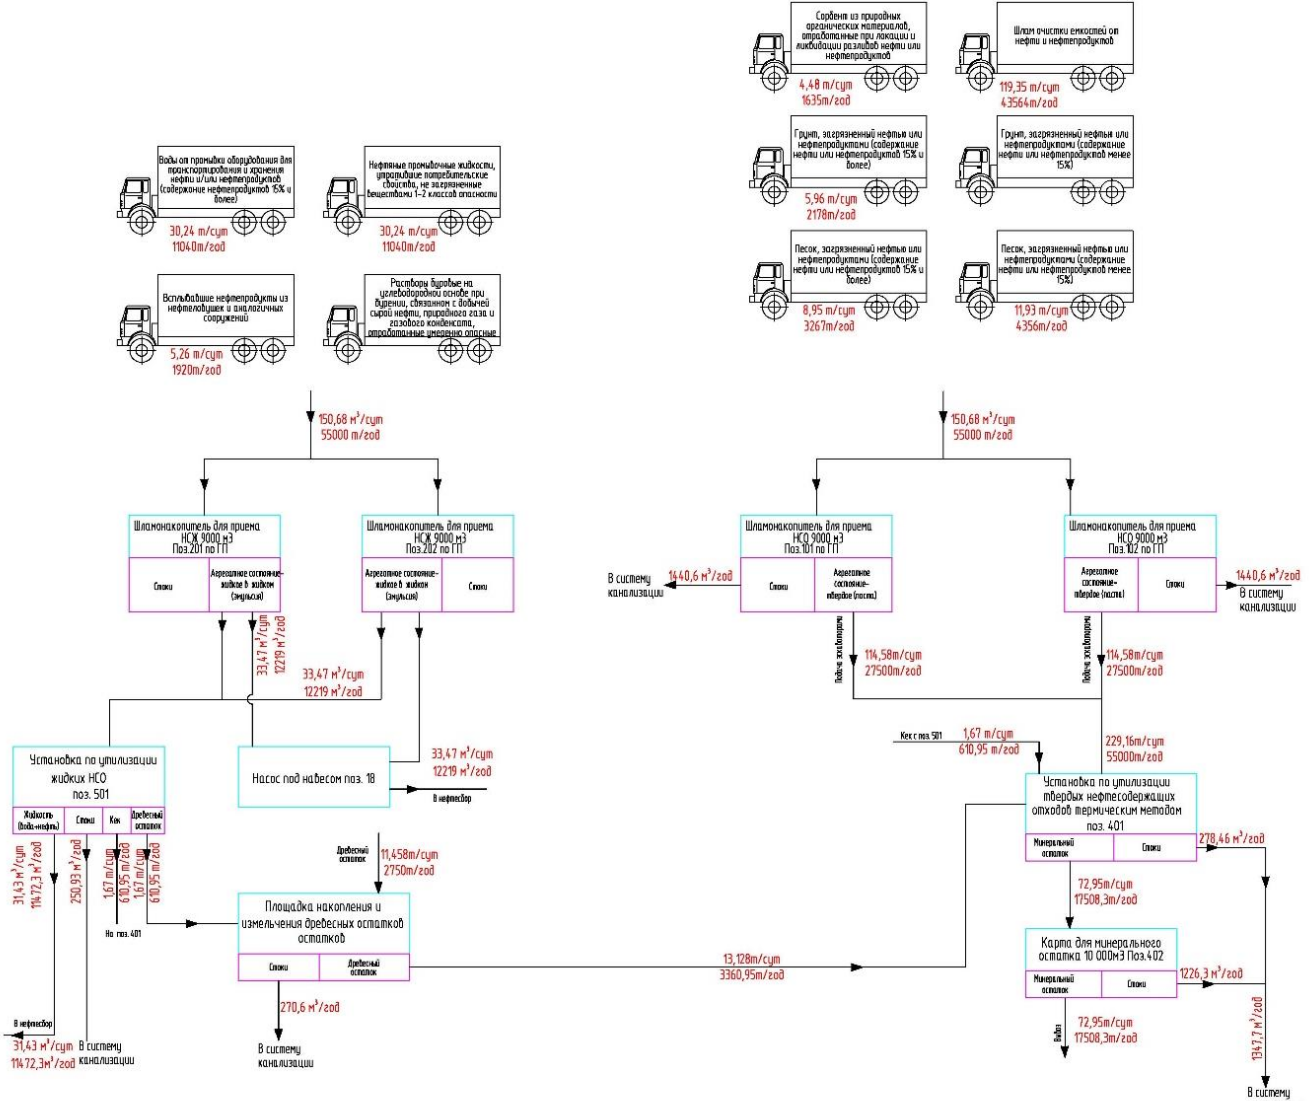 Сорбент из природных
органических материалов,
отработанные при локации и
ликвидации разливов нефти или
нефтепродуктов
4,48 т/сут
1635т/год
Шлам очистки емкостей от
нефти и нефтепродуктов
119,35 т/сут
43564т/год
Воды от промывки оборудования для
транспортирования и хранения
нефти и/или нефтепродуктов
(содержание нефтепродуктов 15% и
более)
30,24 т/сут
11040т/год
Нефтяные промывочные жидкости,
утратившие потребительские
свойства, не загрязненные
веществами 1-2 классов опасности
30,24 т/сут
11040т/год
Грунт, загрязненный нефтью или
нефтепродуктами (содержание
нефти или нефтепродуктов 15% и
более)
5,96 т/сут
2178т/год
Грунт, загрязненный нефтью или
нефтепродуктами (содержание
нефти или нефтепродуктов менее
15%)
Всплывшие нефтепродукты из
нефтеловушек и аналогичных
сооружений
5,26 т/сут
1920т/год
Растворы буровые на
углеводородной основе при
бурении, связанном с добычей
сырой нефти, природного газа и
газового конденсата,
отработанные умеренно опасные
Песок, загрязненный нефтью или
нефтепродуктами (содержание
нефти или нефтепродуктов 15% и
более)
8,95 т/сут
3267т/год
Песок, загрязненный нефтью или
нефтепродуктами (содержание
нефти или нефтепродуктов менее
15%)
11,93 т/сут
4356т/год
150,68 м³/сут
55000 т/год
150,68 м³/сут
55000 т/год
Шламонакопитель для приема
НСЖ 9000 м3
Поз.201 по ГП
Стоки
Агрегатное состояние-
жидкое в жидком
(эмульсия)
Шламонакопитель для приема
НСЖ 9000 м3
Поз.202 по ГП
Агрегатное состояние-
жидкое в жидком
(эмульсия)
Стоки
Шламонакопитель для приема
НСО 9000 м3
Поз.101 по ГП
Стоки
Агрегатное
состояние-
твердое (паста)
Шламонакопитель для приема
НСО 9000 м3
Поз.102 по ГП
Агрегатное
состояние-
твердое (паста)
Стоки
В систему
канализации
1440,6 м³/год
1440,6 м³/год
В систему
канализации
33,47 м³/сут
12219 м³/год
33,47 м³/сут
12219 м³/год
114,58т/сут
27500т/год
114,58т/сут
27500т/год
Установка по утилизации
жидких НСО
поз. 501
Жидкость
(вода+нефть)
Стоки
Кек
Древесный
остаток
Насос под навесом поз. 18
33,47 м³/сут
12219 м³/год
В нефтесбор
Кек с поз. 501
1,67 т/сут
610,95 т/год
229,16т/сут
55000т/год
Установка по утилизации
твердых нефтесодержащих
отходов термическим методам
поз. 401
Минеральный
остаток
Стоки
278,46 м³/год
31,43 м³/сут
11472,3 м³/год
250,93 м³/год
1,67 т/сут
610,95 т/год
1,67 т/сут
610,95 т/год
На поз. 401
Древесный
остаток
11,458т/сут
2750т/год
Площадка накопления и
измельчения древесных остатков
остатков
Стоки
Древесный
остаток
13,128т/сут
3360,95т/год
72,95т/сут
17508,3т/год
Карта для минерального
остатка 10 000м3 Поз.402
Минеральный
остаток
Стоки
1226,3 м³/год
270,6 м³/год
В систему
канализации
В нефтесбор
31,43 м³/сут
11472,3м³/год
В систему
канализации
Вывоз
72,95т/сут
17508,3т/год
1347,7 м³/год
В систему